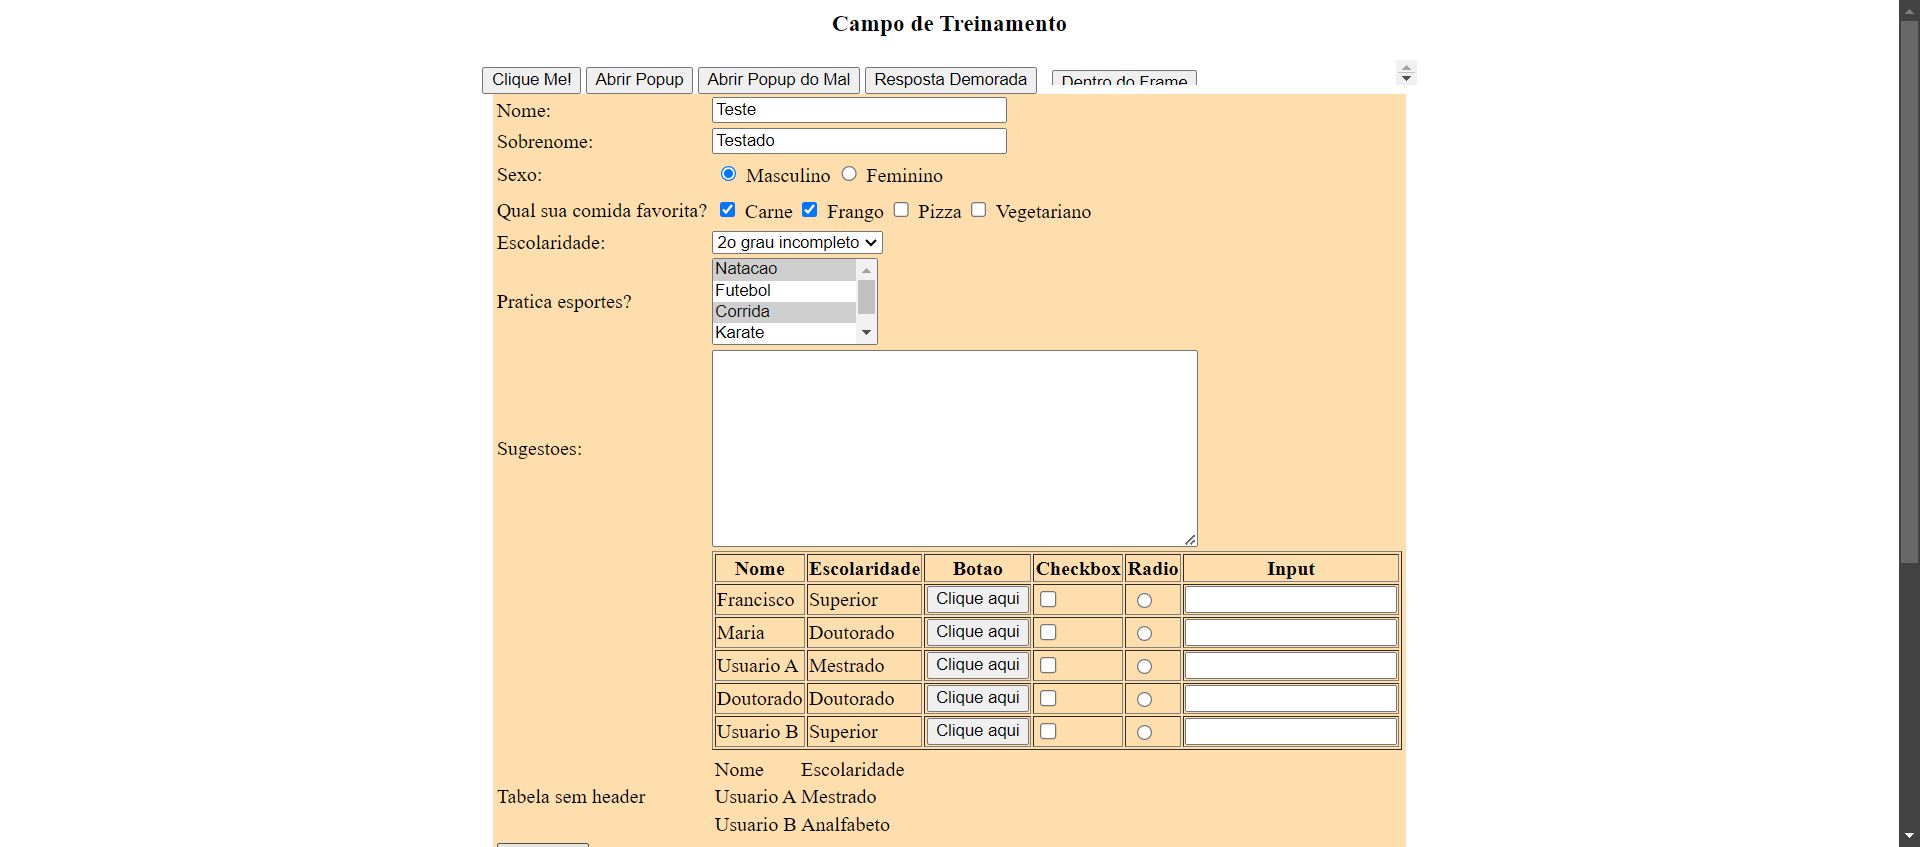 Campo de Treinamento
Clique Me! Abrir Popup Abrir Popup do Mal Resposta Demorada Dentro do Frame
Nome: Teste
Sobrenome: Testado
Sexo: Masculino Feminino
Qual sua comida favorita? Carne Frango Pizza Vegetariano
Escolaridade: 2o grau incompleto
Natacao
Futebol
Pratica esportes?
Corrida
Karate
Sugestoes:
Nome Escolaridade Botao Checkbox Radio Input
Francisco Superior Clique aqui
Maria Doutorado Clique aqui
Usuario A Mestrado Clique aqui
Doutorado Doutorado Clique aqui
Usuario B Superior Clique aqui
Nome Escolaridade
Tabela sem header Usuario A Mestrado
Usuario B Analfabeto